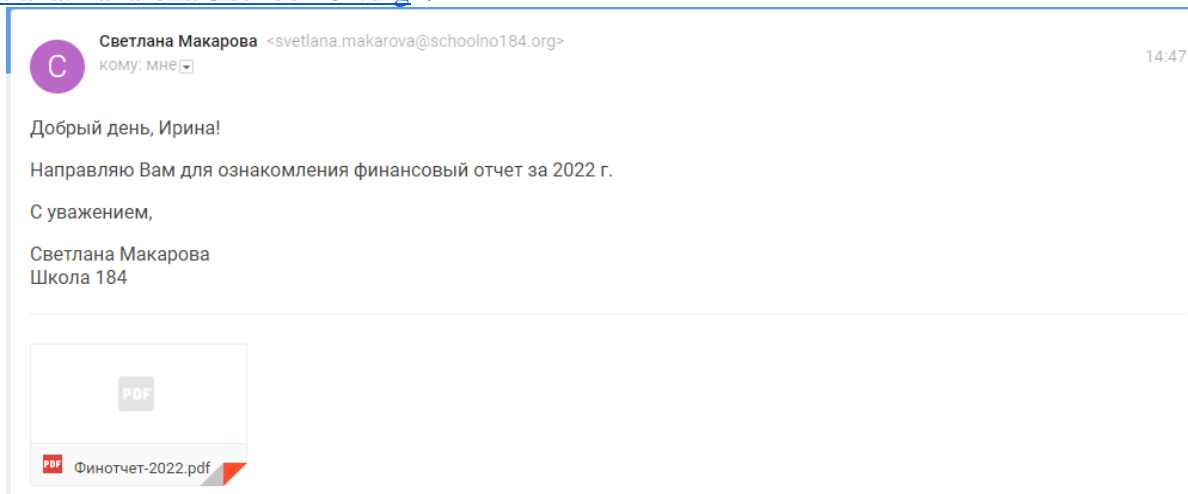 Светлана Макарова <svetlana.makarova@schoolno184.org>
кому: мне
14:47
С
Добрый день, Ирина!
Направляю Вам для ознакомления финансовый отчет за 2022 г.
С уважением,
Светлана Макарова
Школа 184
PDF
PDF Финотчет-2022.pdf